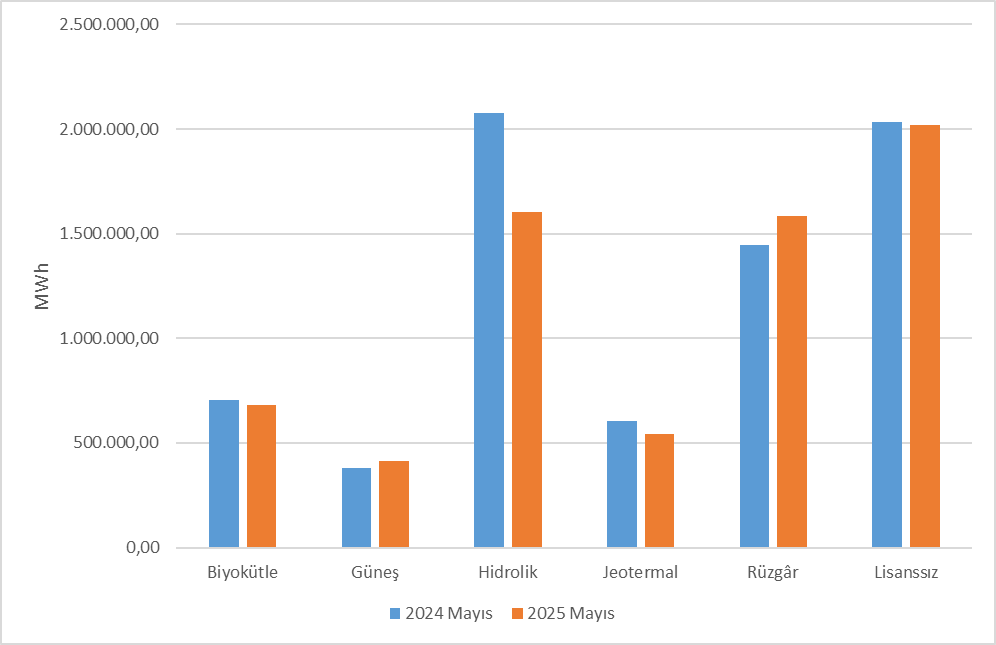 2.500.000,00
2.000.000,00
1.500.000,00
1.000.000,00
500.000,00
0,00
MWh
Biyokütle Güneş Hidrolik Jeotermal Rüzgâr Lisanssız
2024 Mayıs 2025 Mayıs